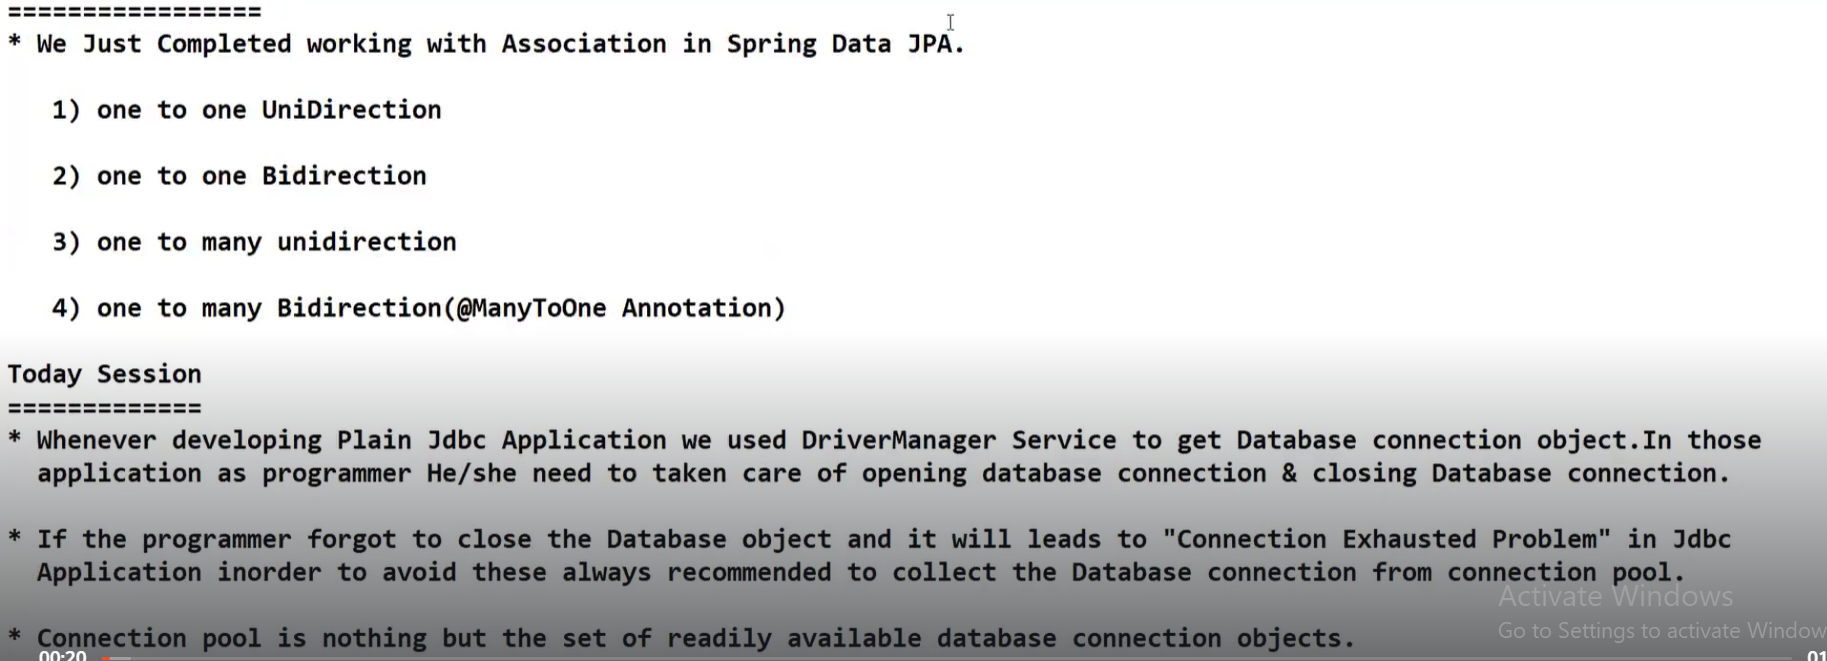 =================
* We Just Completed working with Association in Spring Data JPA.
1) one to one UniDirection
2) one to one Bidirection
3) one to many unidirection
4) one to many Bidirection(@ManyToOne Annotation)
Today Session
=============
* Whenever developing Plain Jdbc Application we used DriverManager Service to get Database connection object.In those
application as programmer He/she need to taken care of opening database connection & closing Database connection.
* If the programmer forgot to close the Database object and it will leads to "Connection Exhausted Problem" in Jdbc
Application inorder to avoid these always recommended to collect the Database connection from connection pool.
Activate Windows
Go to Settings to activate Window
* Connection pool is nothing but the set of readily available database connection objects.
00:20
01